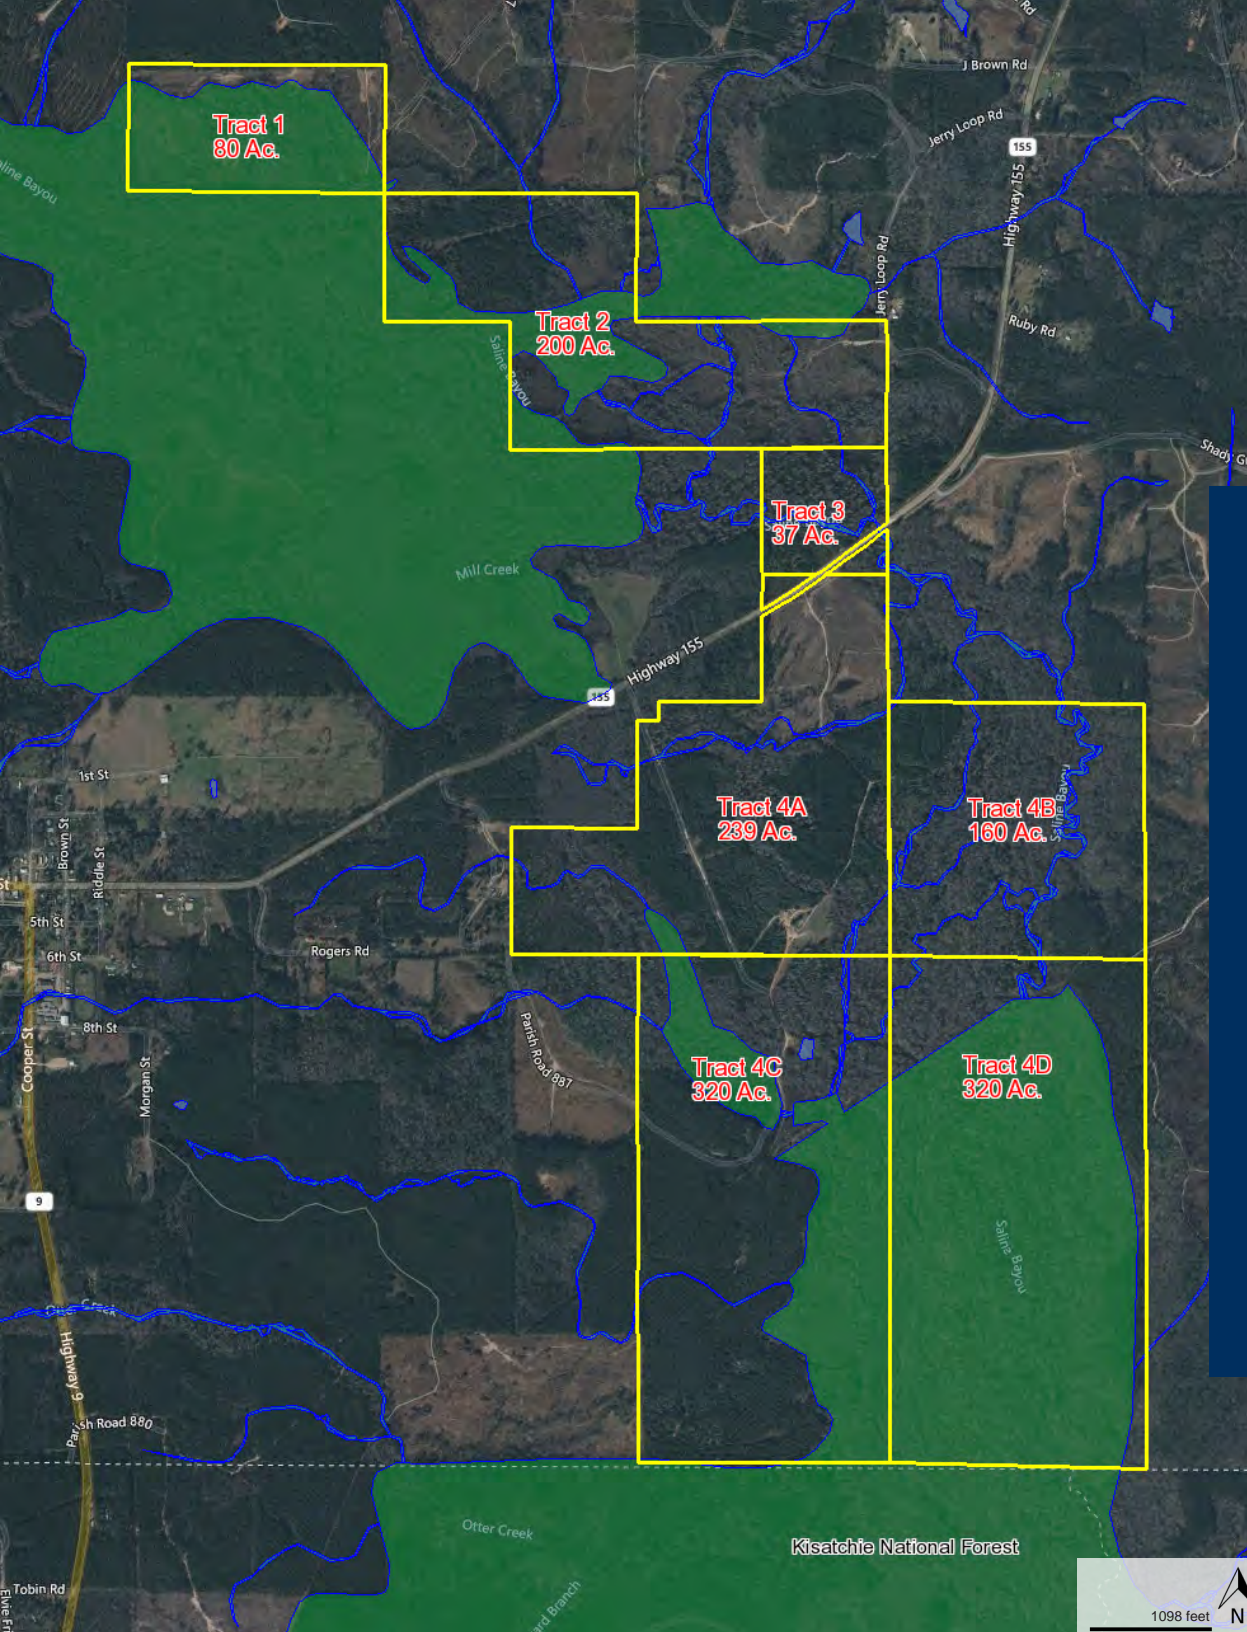 J Brown Rd
Jerry Loop Rd
155
Highway 155
Tract 1
80 Ac.
Jerry Loop Rd
Ruby Rd
Tract 2
200 Ac.
Saline Bayou
Tract 3
37 Ac.
Mill Creek
Highway 155
155
1st St
Brown St
Riddle St
Tract 4A
239 Ac.
Tract 4B
160 Ac.
Saline Bayou
5th St
6th St
Rogers Rd
8th St
Cooper St
Morgan St
Parish Road 887
Tract 4C
320 Ac.
Tract 4D
320 Ac.
9
Saline Bayou
Highway 9
Parish Road 880
Otter Creek
Kisatchie National Forest
Tobin Rd
1098 feet
N